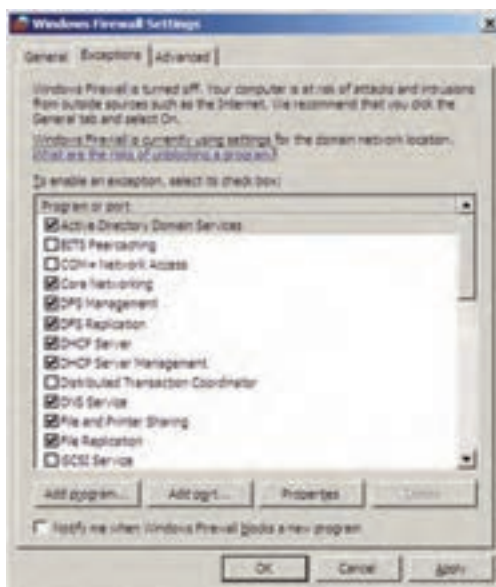 Windows Firewall Settings
General Exceptions Advanced
Windows Firewall is turned off. Your computer is at risk of attacks and intrusions
from outside sources such as the Internet. We recommend that you click the
General tab and select On.
Windows Firewall is currently using settings for the domain network location.
What are the risks of unblocking a program?
To enable an exception, select its check box:
Program or port
Active Directory Domain Services
BITS Peercaching
COM+ Network Access
Core Networking
DFS Management
DFS Replication
DHCP Server
DHCP Server Management
Distributed Transaction Coordinator
DNS Service
File and Printer Sharing
File Replication
iSCSI Service
Add program... Add port... Properties Delete
Notify me when Windows Firewall blocks a new program
OK Cancel Apply